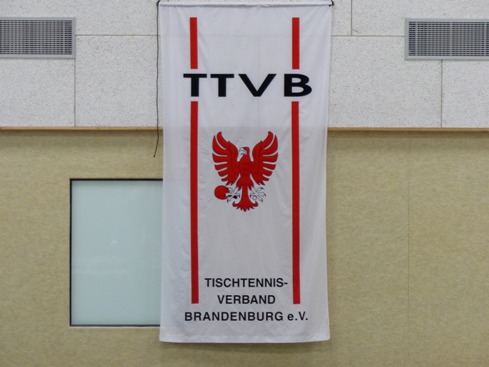 TTVB
TISCHTENNIS-
VERBAND
BRANDENBURG e.V.